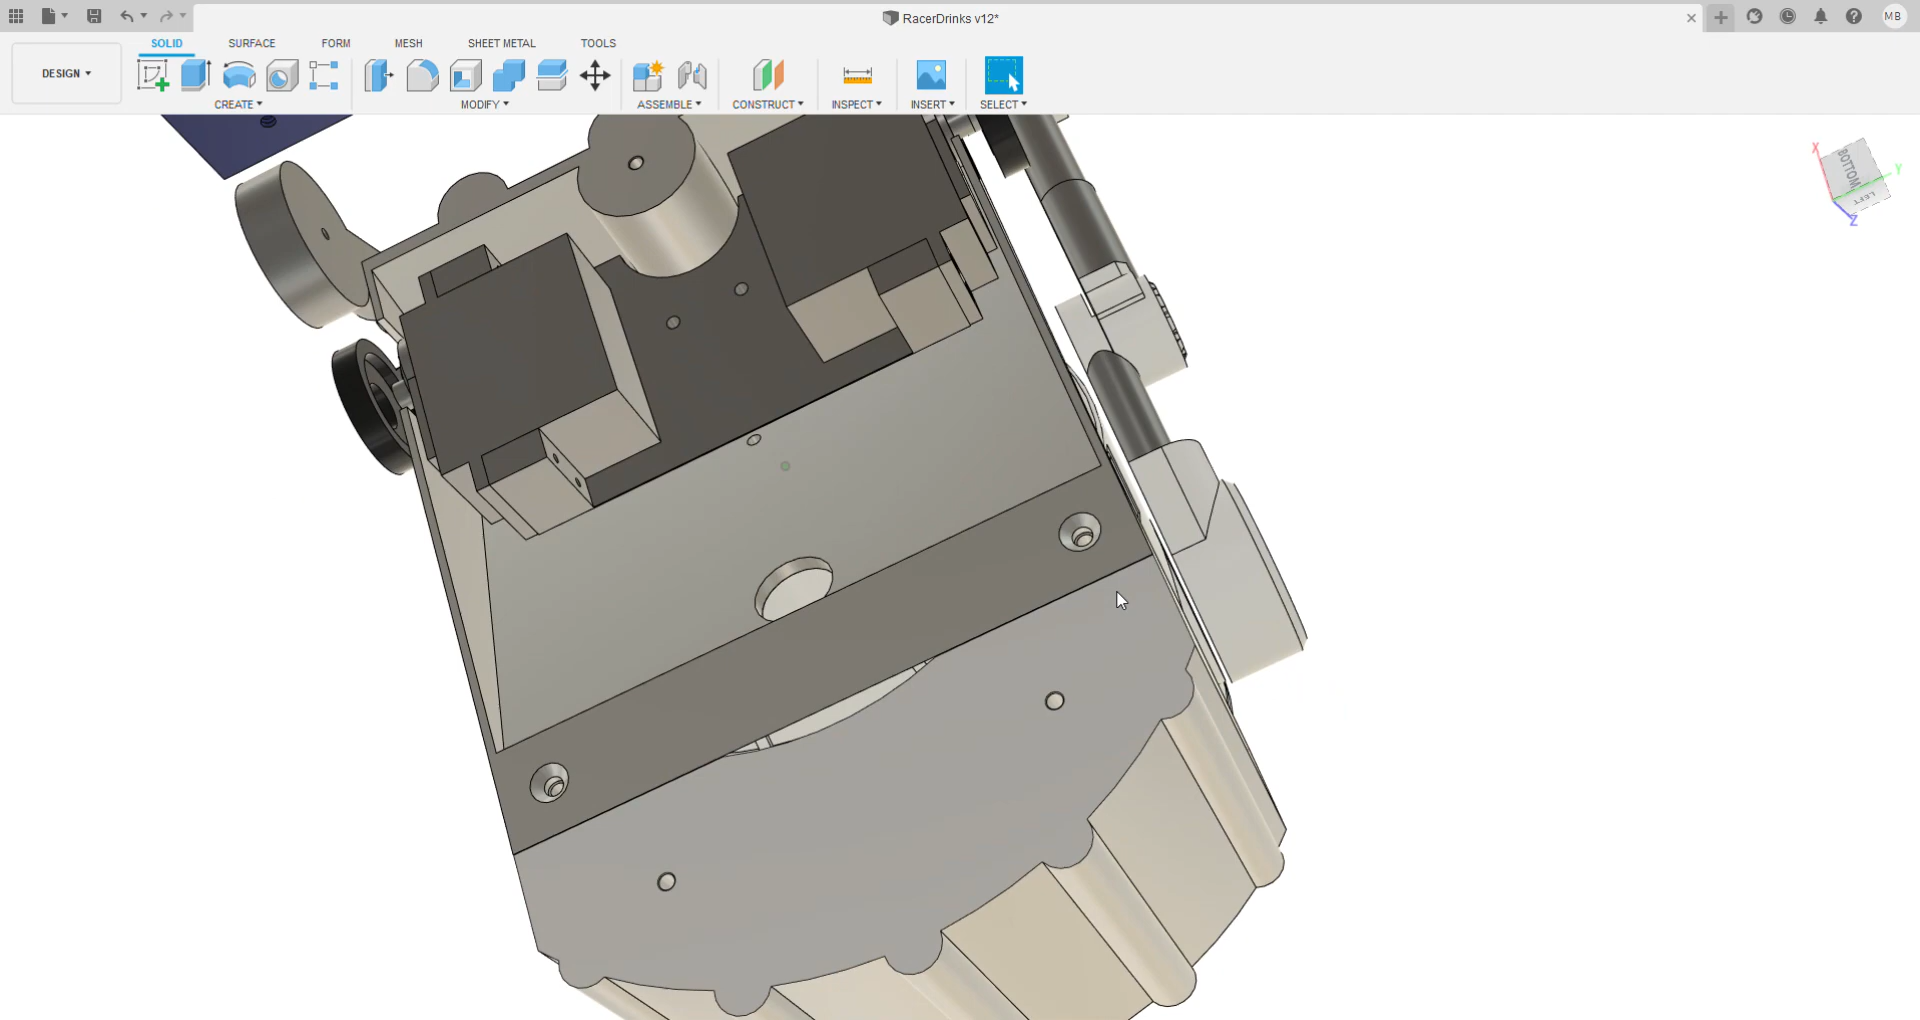 RacerDrinks v12*
MB
SOLID SURFACE FORM MESH SHEET METAL TOOLS
DESIGN
CREATE MODIFY ASSEMBLE CONSTRUCT INSPECT INSERT SELECT
X
BOTTOM
Y
LEFT
Z